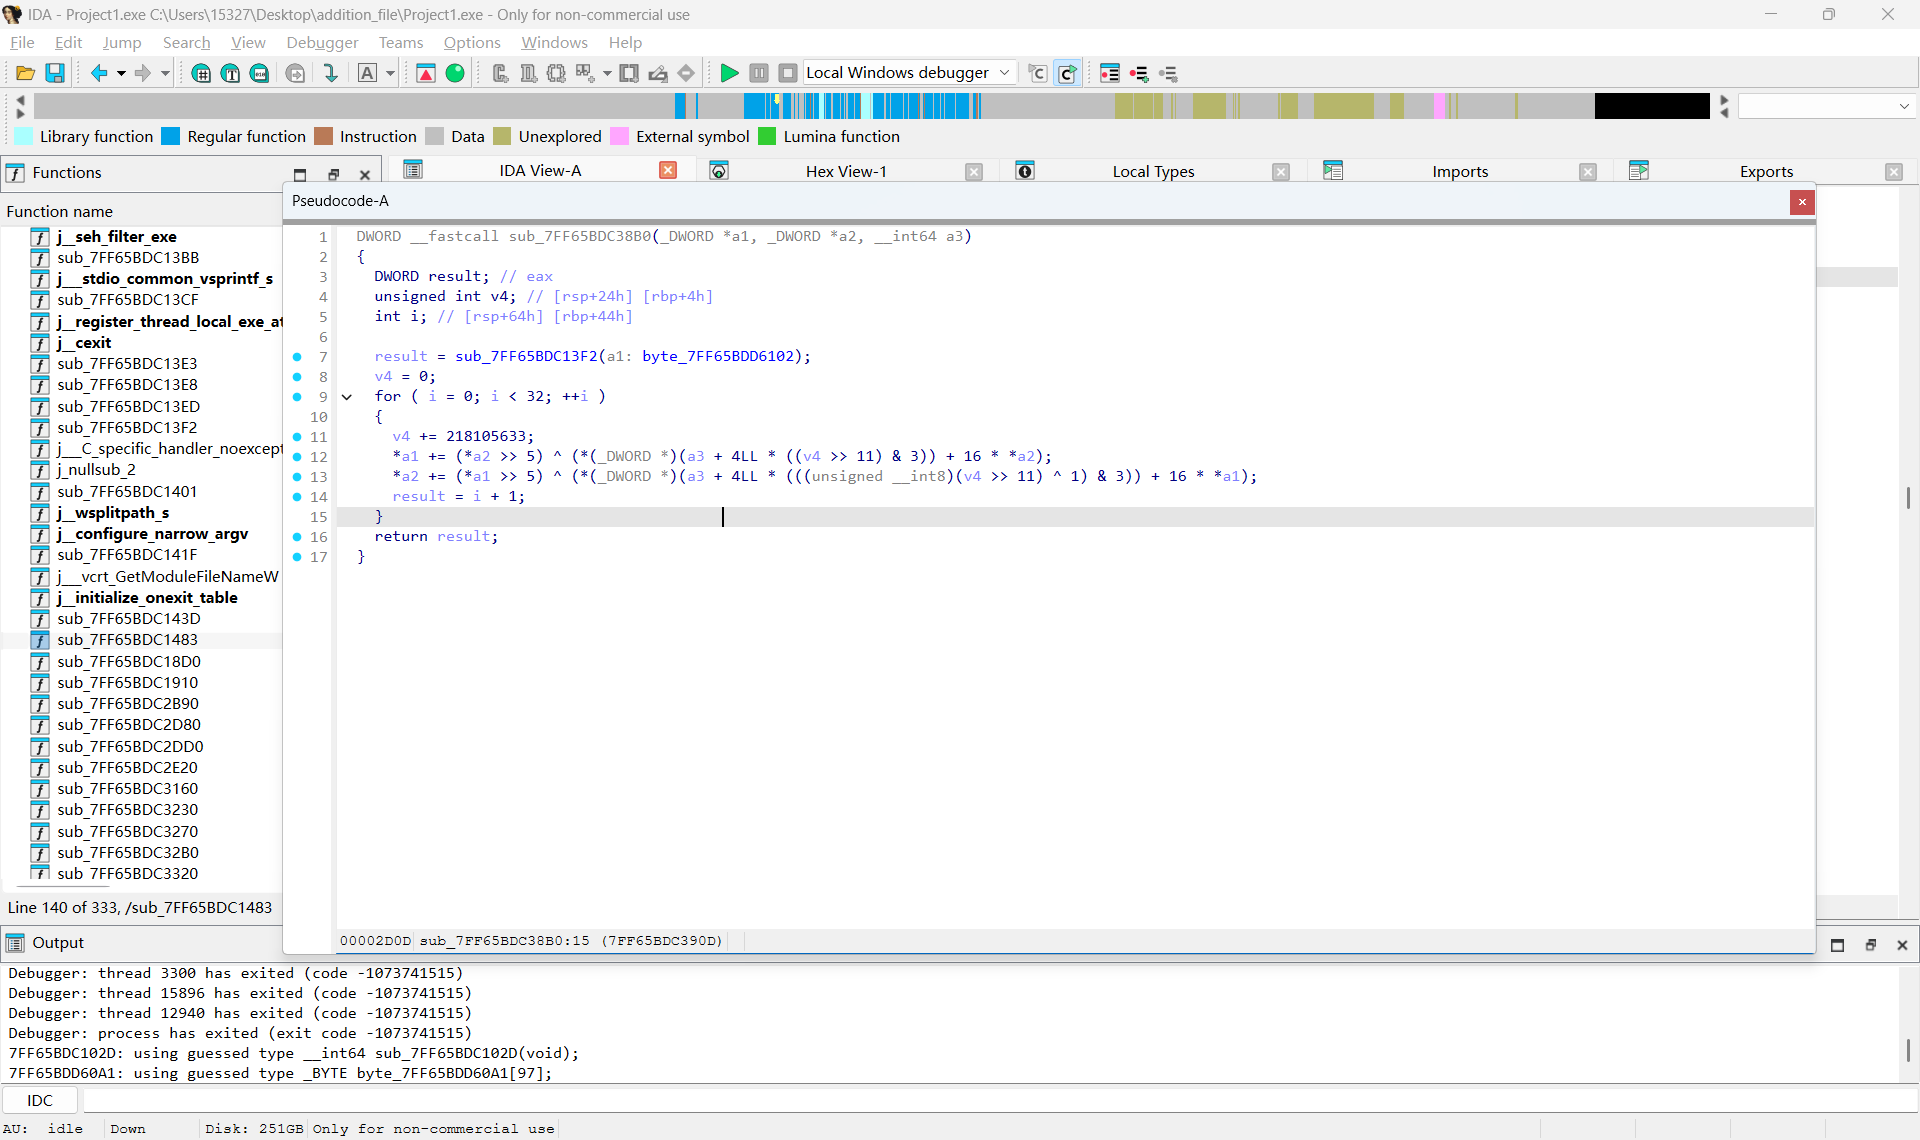 IDA - Project1.exe C:\Users\15327\Desktop\addition_file\Project1.exe - Only for non-commercial use
File Edit Jump Search View Debugger Teams Options Windows Help
Local Windows debugger
Library function Regular function Instruction Data Unexplored External symbol Lumina function
Functions
IDA View-A
Hex View-1
Local Types
Imports
Exports
Function name
j__seh_filter_exe
sub_7FF65BDC13BB
j___stdio_common_vsprintf_s
sub_7FF65BDC13CF
j__register_thread_local_exe_at
j__cexit
sub_7FF65BDC13E3
sub_7FF65BDC13E8
sub_7FF65BDC13ED
sub_7FF65BDC13F2
j___C_specific_handler_noexcept
j_nullsub_2
sub_7FF65BDC1401
j__wsplitpath_s
j__configure_narrow_argv
sub_7FF65BDC141F
j___vcrt_GetModuleFileNameW
j__initialize_onexit_table
sub_7FF65BDC143D
sub_7FF65BDC1483
sub_7FF65BDC18D0
sub_7FF65BDC1910
sub_7FF65BDC2B90
sub_7FF65BDC2D80
sub_7FF65BDC2DD0
sub_7FF65BDC2E20
sub_7FF65BDC3160
sub_7FF65BDC3230
sub_7FF65BDC3270
sub_7FF65BDC32B0
sub_7FF65BDC3320
Line 140 of 333, /sub_7FF65BDC1483
Pseudocode-A
1 DWORD __fastcall sub_7FF65BDC38B0(_DWORD *a1, _DWORD *a2, __int64 a3)
2 {
3 DWORD result; // eax
4 unsigned int v4; // [rsp+24h] [rbp+4h]
5 int i; // [rsp+64h] [rbp+44h]
6
7 result = sub_7FF65BDC13F2(a1: byte_7FF65BDD6102);
8 v4 = 0;
9 for ( i = 0; i < 32; ++i )
10 {
11 v4 += 218105633;
12 *a1 += (*a2 >> 5) ^ (*(_DWORD *)(a3 + 4LL * ((v4 >> 11) & 3)) + 16 * *a2);
13 *a2 += (*a1 >> 5) ^ (*(_DWORD *)(a3 + 4LL * (((unsigned __int8)(v4 >> 11) ^ 1) & 3)) + 16 * *a1);
14 result = i + 1;
15 }
16 return result;
17 }
00002D0D sub_7FF65BDC38B0:15 (7FF65BDC390D)
Output
Debugger: thread 3300 has exited (code -1073741515)
Debugger: thread 15896 has exited (code -1073741515)
Debugger: thread 12940 has exited (code -1073741515)
Debugger: process has exited (exit code -1073741515)
7FF65BDC102D: using guessed type __int64 sub_7FF65BDC102D(void);
7FF65BDD60A1: using guessed type _BYTE byte_7FF65BDD60A1[97];
IDC
AU: idle Down Disk: 251GB Only for non-commercial use